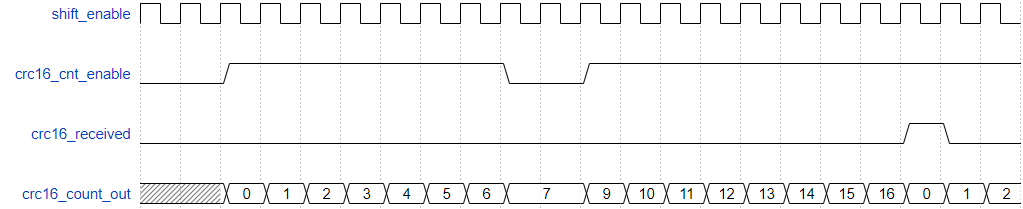 shift_enable
crc16_cnt_enable
crc16_received
crc16_count_out 0 1 2 3 4 5 6 7 9 10 11 12 13 14 15 16 0 1 2